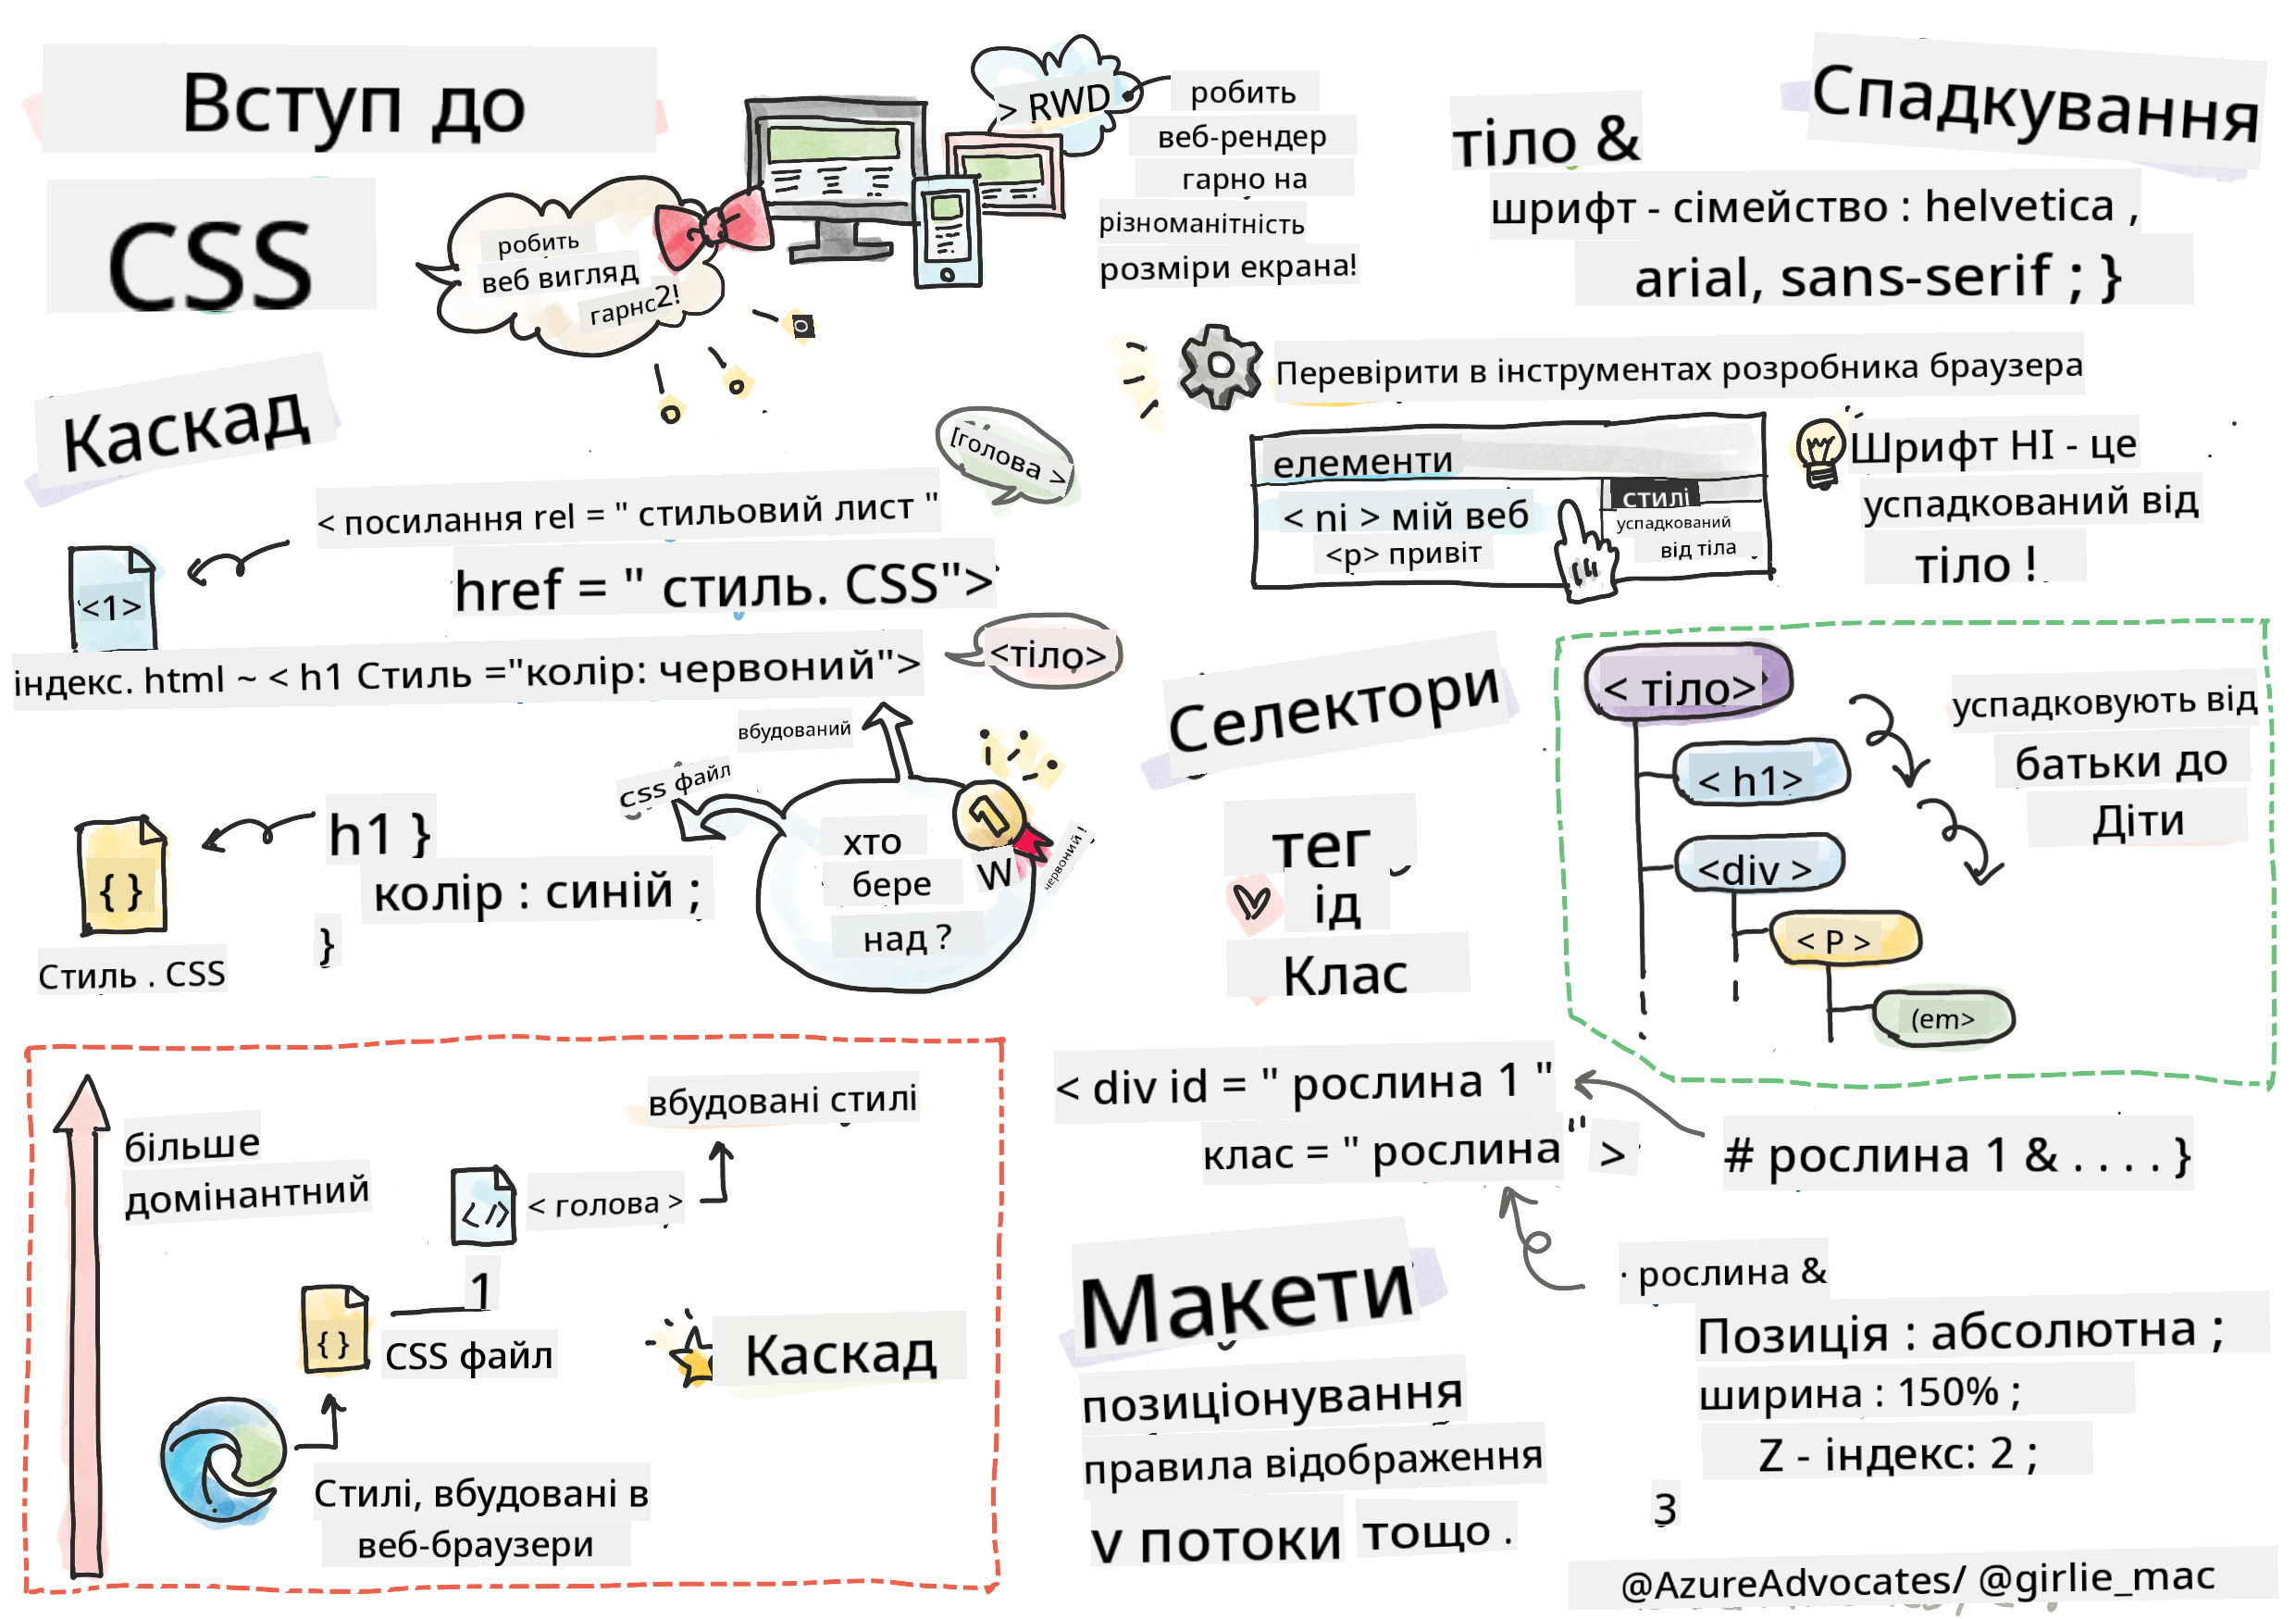 Вступ до
CSS
робить
веб вигляд
гарнс2!
> RWD
робить
веб-рендер
гарно на
різноманітність
розміри екрана!
Каскад
[голова >
< посилання rel = " стильовий лист "
href = " стиль. CSS">
<1>
індекс. html ~ < h1 Стиль ="колір: червоний">
<тіло>
вбудований
css файл
h1 }
колір : синій ;
}
{ }
Стиль . CSS
хто
бере
над ?
1
W
червоний і
більше
домінантний
вбудовані стилі
</>
< голова >
1
{ }
CSS файл
Каскад
Стилі, вбудовані в
веб-браузери
Спадкування
тіло &
шрифт - сімейство : helvetica ,
arial, sans-serif ; }
Перевірити в інструментах розробника браузера
елементи
< ni > мій веб
<p> привіт
стилі
успадкований
від тіла
Шрифт HI - це
успадкований від
тіло !
Селектори
тег
ід
Клас
< тіло>
< h1>
<div >
< P >
(em>
успадковують від
батьки до
Діти
< div id = " рослина 1 "
клас = " рослина " >
# рослина 1 & . . . . }
· рослина &
Позиція : абсолютна ;
ширина : 150% ;
Z - індекс: 2 ;
3
Макети
позиціонування
правила відображення
v потоки тощо .
@AzureAdvocates/ @girlie_mac